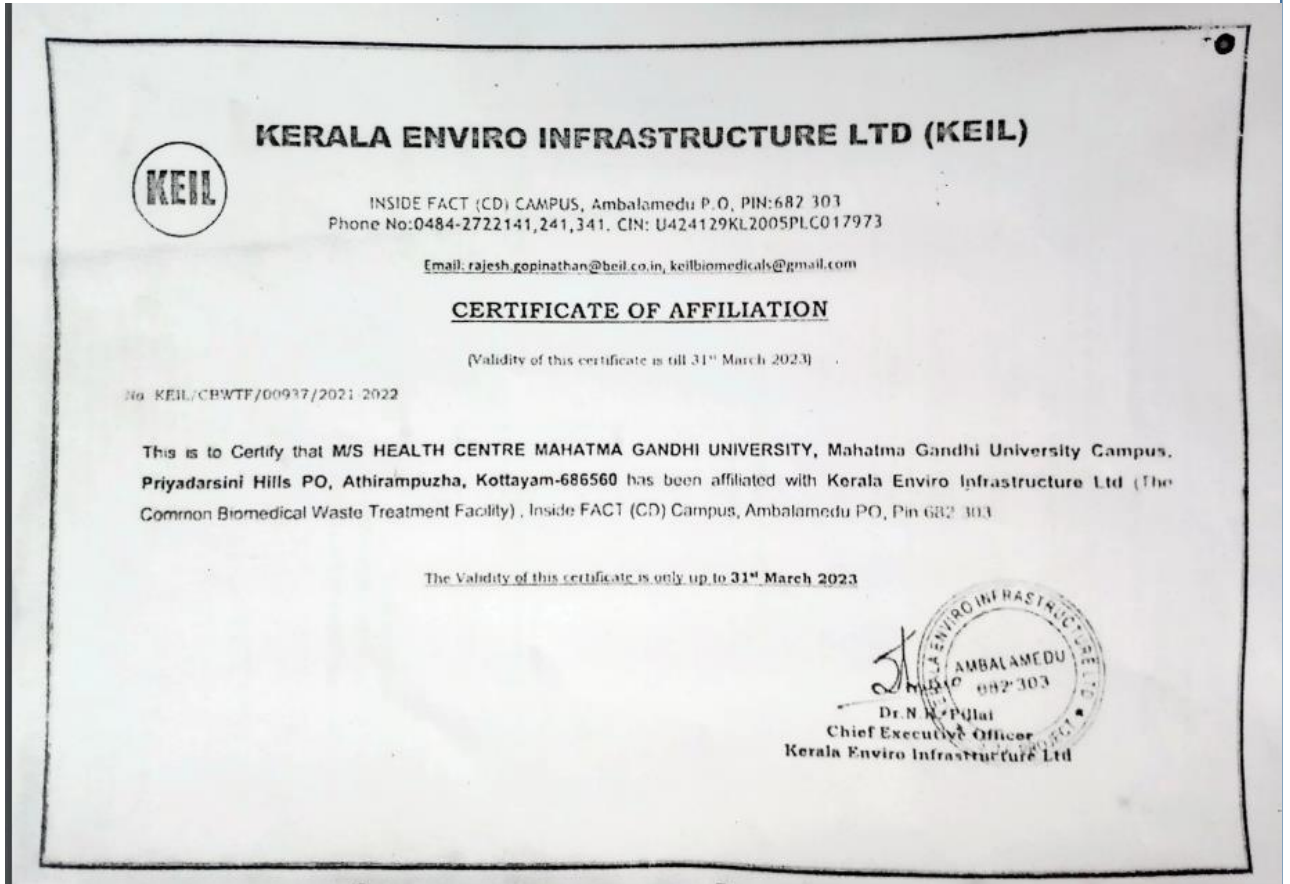 KERALA ENVIRO INFRASTRUCTURE LTD (KEIL)
KEIL
INSIDE FACT (CD) CAMPUS, Ambalamedu P.O, PIN:682 303
Phone No:0484-2722141,241,341. CIN: U424129KL2005PLC017973
Email: rajesh.gopinathan@beil.co.in, keilbiomedicals@gmail.com
CERTIFICATE OF AFFILIATION
(Validity of this certificate is till 31st March 2023)
No KEIL/CBWTF/00937/2021-2022
This is to Certify that M/S HEALTH CENTRE MAHATMA GANDHI UNIVERSITY, Mahatma Gandhi University Campus,
Priyadarsini Hills PO, Athirampuzha, Kottayam-686560 has been affiliated with Kerala Enviro Infrastructure Ltd (The
Common Biomedical Waste Treatment Facility) , Inside FACT (CD) Campus, Ambalamedu PO, Pin 682 303
The Validity of this certificate is only up to 31st March 2023
ENVIRO INFRASTRUCTURE LTD
AMBALAMEDU
682 303
Dr. N. Pillai
Chief Executive Officer
Kerala Enviro Infrastructure Ltd